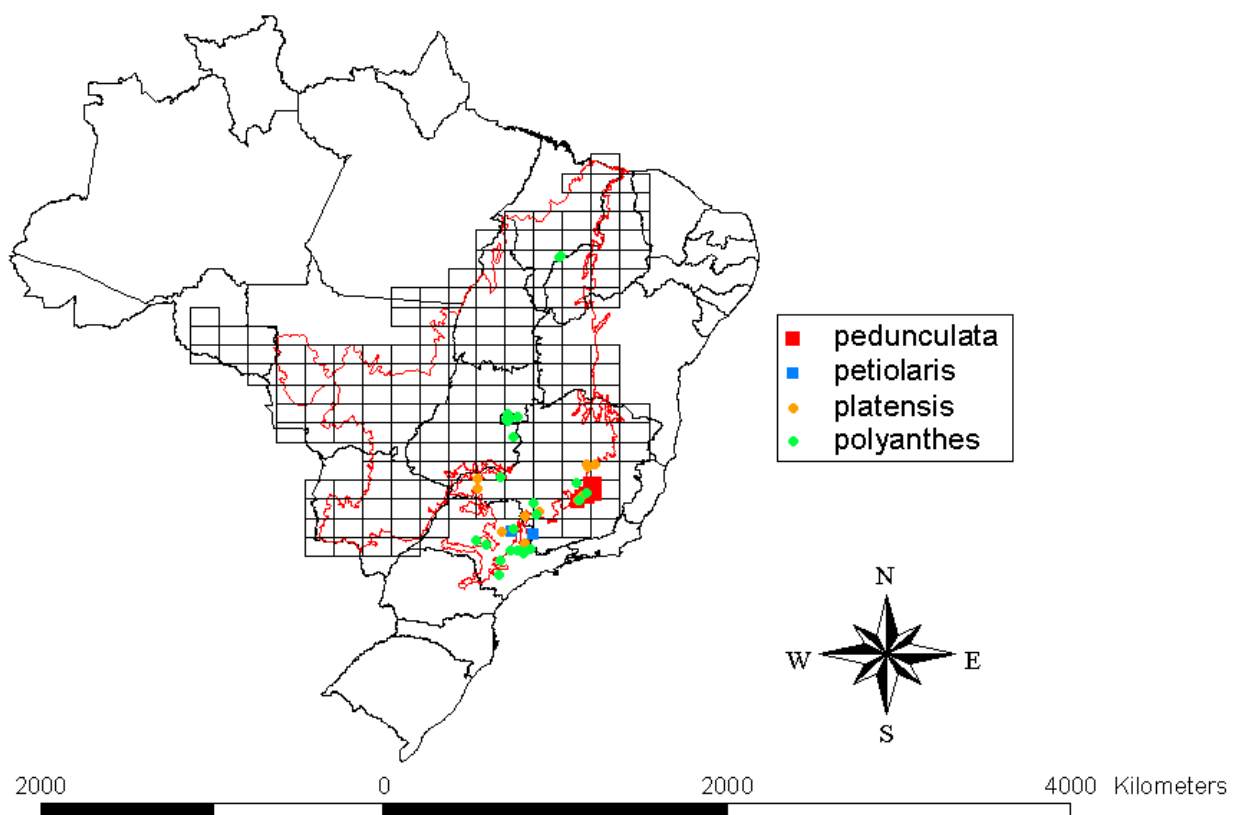 pedunculata
petiolaris
platensis
polyanthes
N
W E
S
2000 0 2000 4000 Kilometers